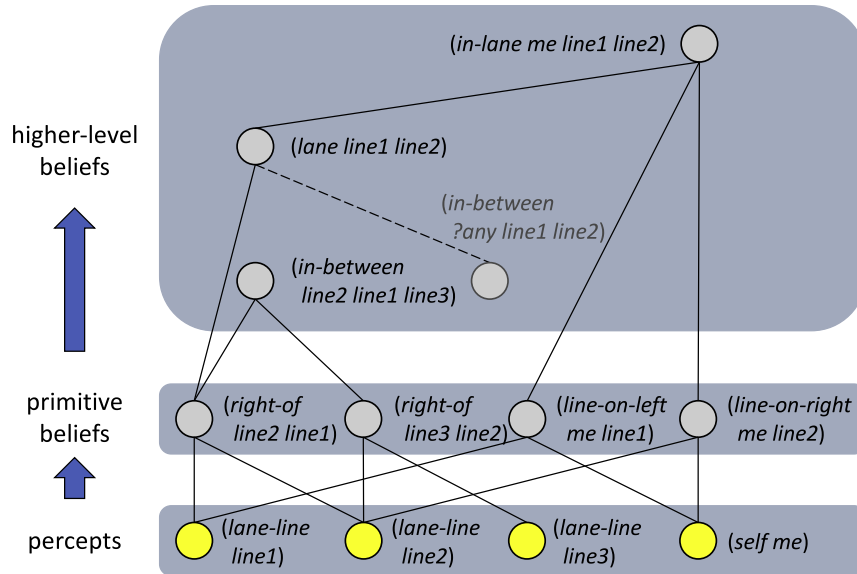 (in-lane me line1 line2)
higher-level
beliefs
(lane line1 line2)
(in-between
?any line1 line2)
(in-between
line2 line1 line3)
primitive
beliefs
(right-of
line2 line1)
(right-of
line3 line2)
(line-on-left
me line1)
(line-on-right
me line2)
percepts
(lane-line
line1)
(lane-line
line2)
(lane-line
line3)
(self me)